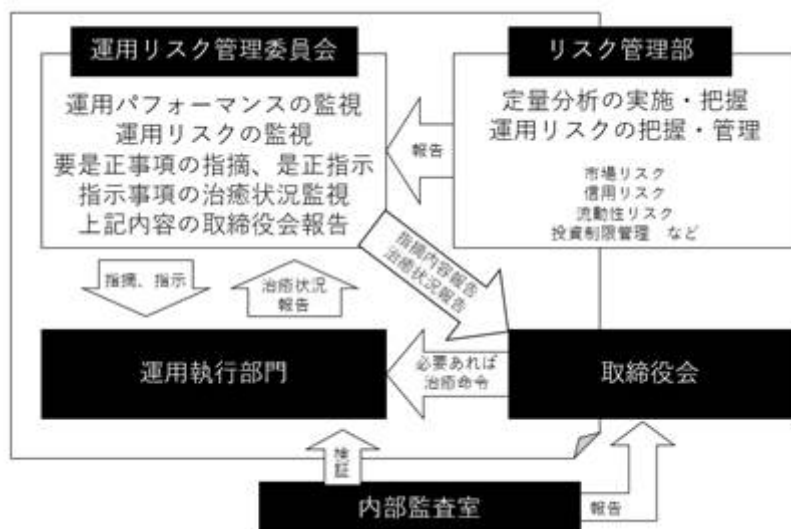 運用リスク管理委員会
運用パフォーマンスの監視
運用リスクの監視
要是正事項の指摘、是正指示
指示事項の治癒状況監視
上記内容の取締役会報告
リスク管理部
定量分析の実施・把握
運用リスクの把握・管理
市場リスク
信用リスク
流動性リスク
投資制限管理 など
報告
指摘、指示
治癒状況
報告
指摘内容報告
治癒状況報告
運用執行部門
必要あれば
治癒命令
取締役会
検証
内部監査室
報告